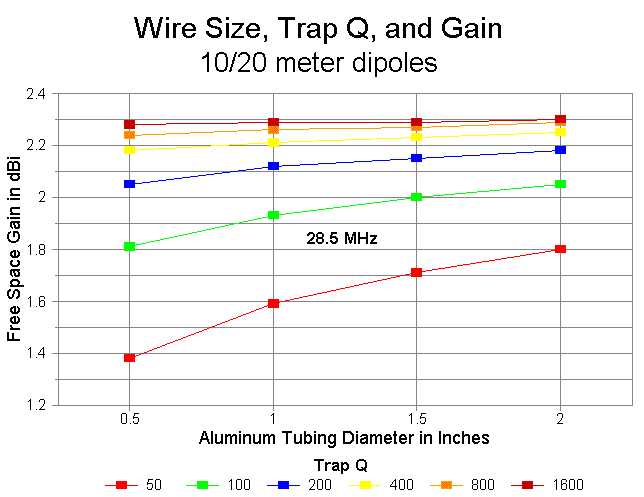 Wire Size, Trap Q, and Gain
10/20 meter dipoles
2.4
2.2
2
1.8
1.6
1.4
1.2
Free Space Gain in dBi
28.5 MHz
0.5 1 1.5 2
Aluminum Tubing Diameter in Inches
Trap Q
50 100 200 400 800 1600